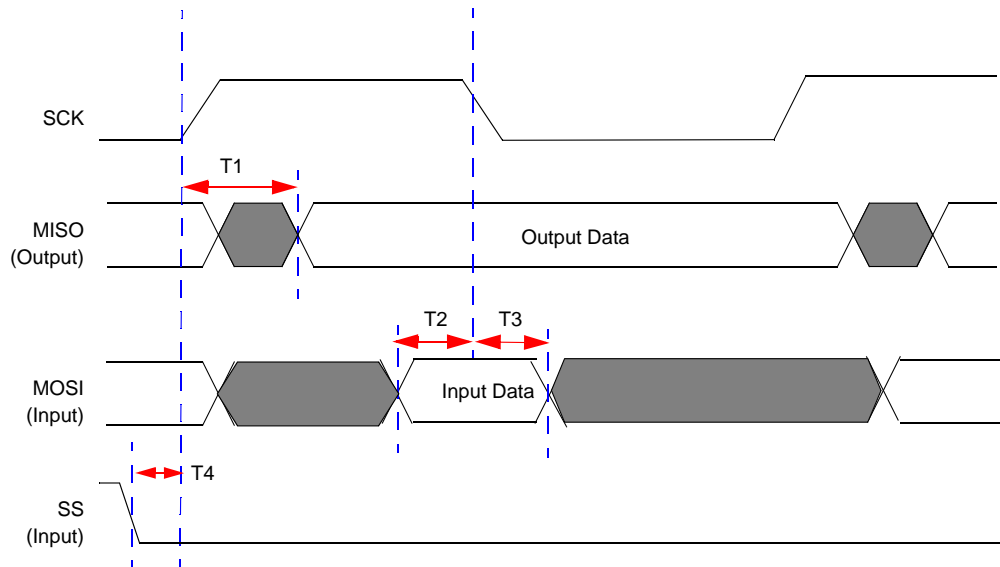 SCK
T1
MISO
(Output)
Output Data
T2
T3
MOSI
(Input)
Input Data
T4
SS
(Input)